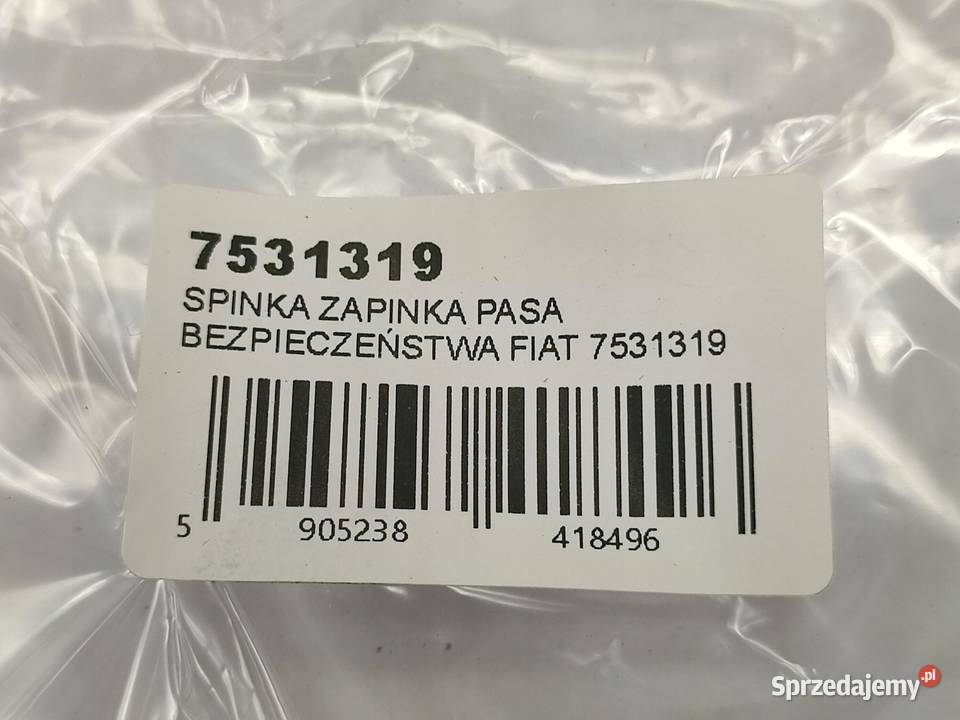 7531319
SPINKA ZAPINKA PASA
BEZPIECZEŃSTWA FIAT 7531319
5 905238 418496
Sprzedajemy.pl